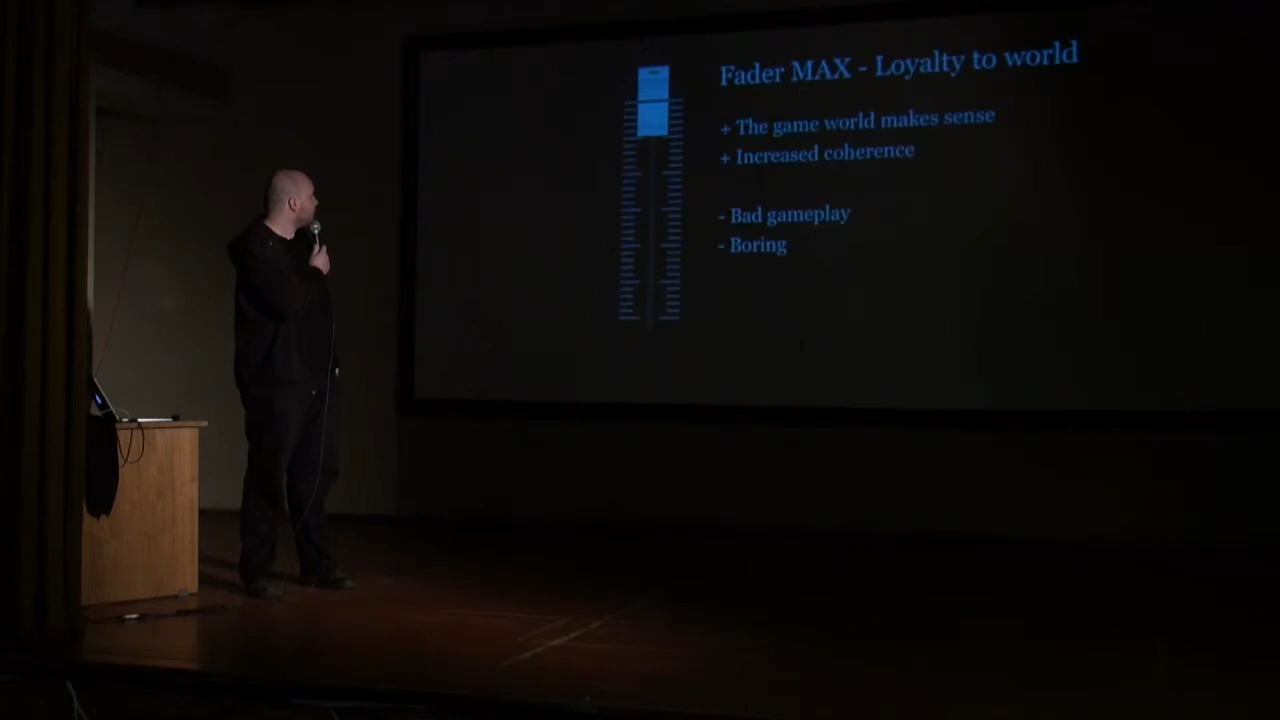 Fader MAX - Loyalty to world
+ The game world makes sense
+ Increased coherence
- Bad gameplay
- Boring